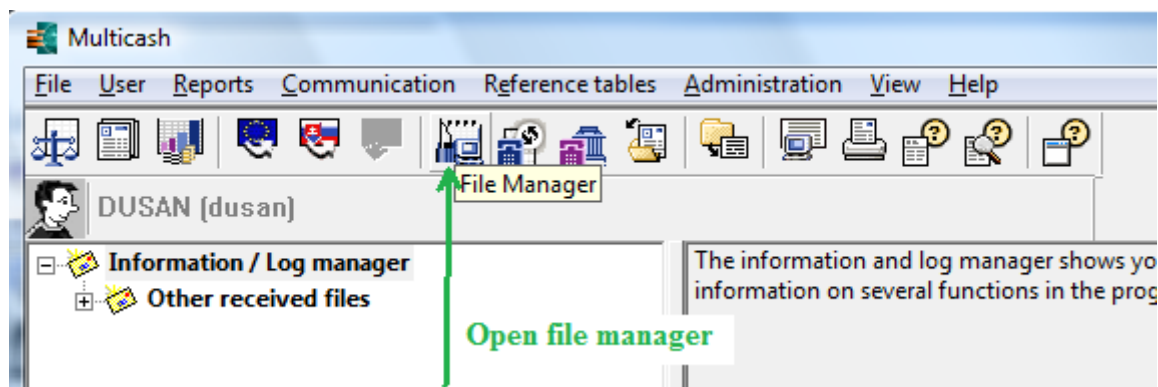 Multicash
File User Reports Communication Reference tables Administration View Help
File Manager
DUSAN (dusan)
Information / Log manager
Other received files
The information and log manager shows yo
information on several functions in the prog
Open file manager